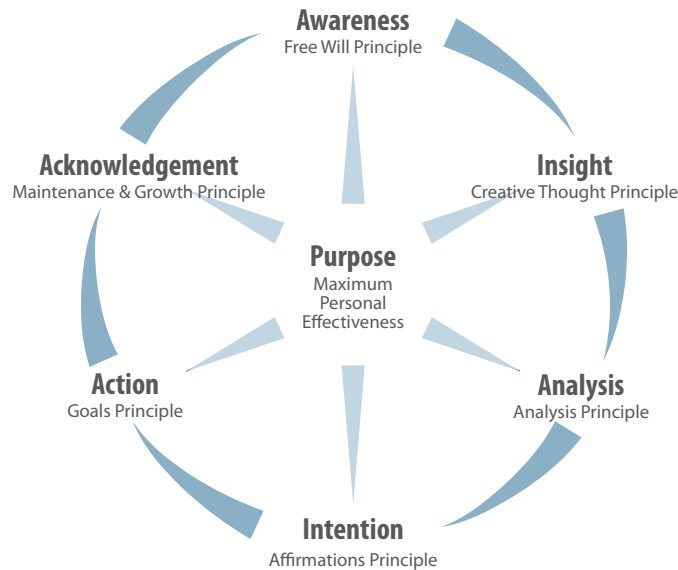 Awareness
Free Will Principle
Insight
Creative Thought Principle
Analysis
Analysis Principle
Intention
Affirmations Principle
Action
Goals Principle
Acknowledgement
Maintenance & Growth Principle
Purpose
Maximum
Personal
Effectiveness